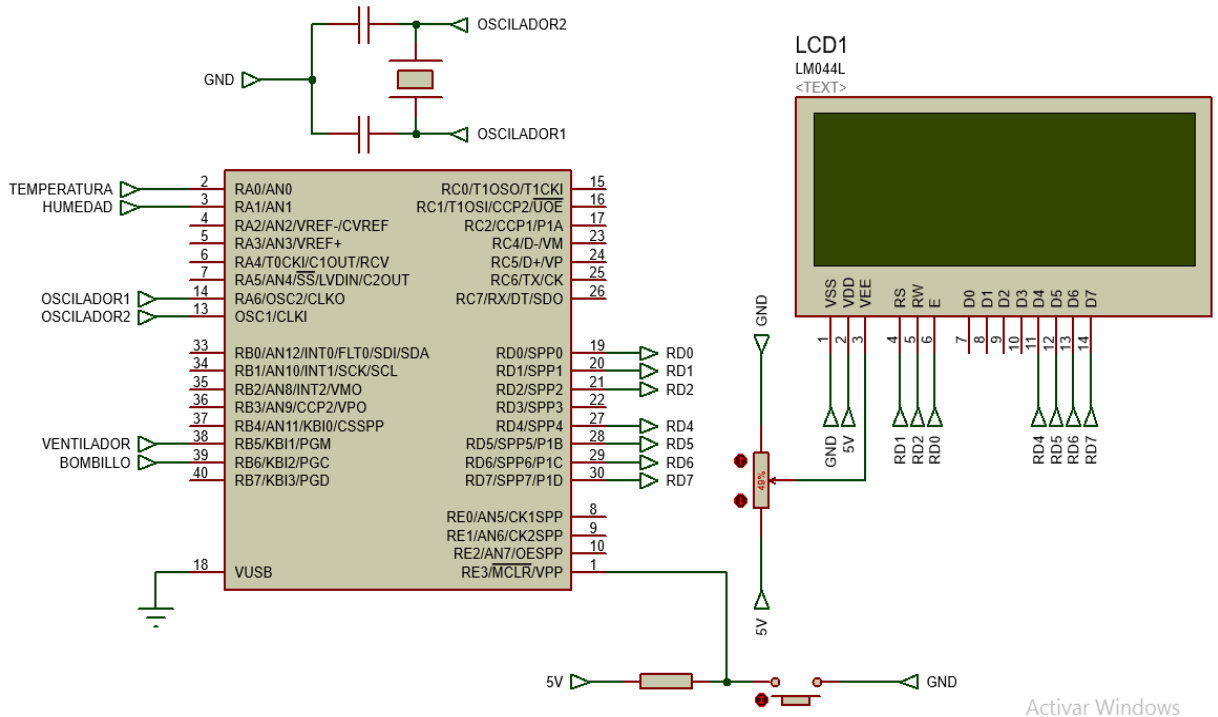 OSCILADOR2
GND
OSCILADOR1
LCD1
LM044L
<TEXT>
VSS
VDD
VEE
RS
RW
E
D0
D1
D2
D3
D4
D5
D6
D7
1
2
3
4
5
6
7
8
9
10
11
12
13
14
GND
5V
RD1
RD2
RD0
RD4
RD5
RD6
RD7
GND
49%
5V
TEMPERATURA 2 RA0/AN0 RC0/T1OSO/T1CKI 15
HUMEDAD 3 RA1/AN1 RC1/T1OSI/CCP2/UOE 16
4 RA2/AN2/VREF-/CVREF RC2/CCP1/P1A 17
5 RA3/AN3/VREF+ RC4/D-/VM 23
6 RA4/T0CKI/C1OUT/RCV RC5/D+/VP 24
7 RA5/AN4/SS/LVDIN/C2OUT RC6/TX/CK 25
OSCILADOR1 14 RA6/OSC2/CLKO RC7/RX/DT/SDO 26
OSCILADOR2 13 OSC1/CLKI
33 RB0/AN12/INT0/FLT0/SDI/SDA RD0/SPP0 19 RD0
34 RB1/AN10/INT1/SCK/SCL RD1/SPP1 20 RD1
35 RB2/AN8/INT2/VMO RD2/SPP2 21 RD2
36 RB3/AN9/CCP2/VPO RD3/SPP3 22
37 RB4/AN11/KBI0/CSSPP RD4/SPP4 27 RD4
VENTILADOR 38 RB5/KBI1/PGM RD5/SPP5/P1B 28 RD5
BOMBILLO 39 RB6/KBI2/PGC RD6/SPP6/P1C 29 RD6
40 RB7/KBI3/PGD RD7/SPP7/P1D 30 RD7
RE0/AN5/CK1SPP 8
RE1/AN6/CK2SPP 9
RE2/AN7/OESPP 10
18 VUSB RE3/MCLR/VPP 1
5V
GND
Activar Windows